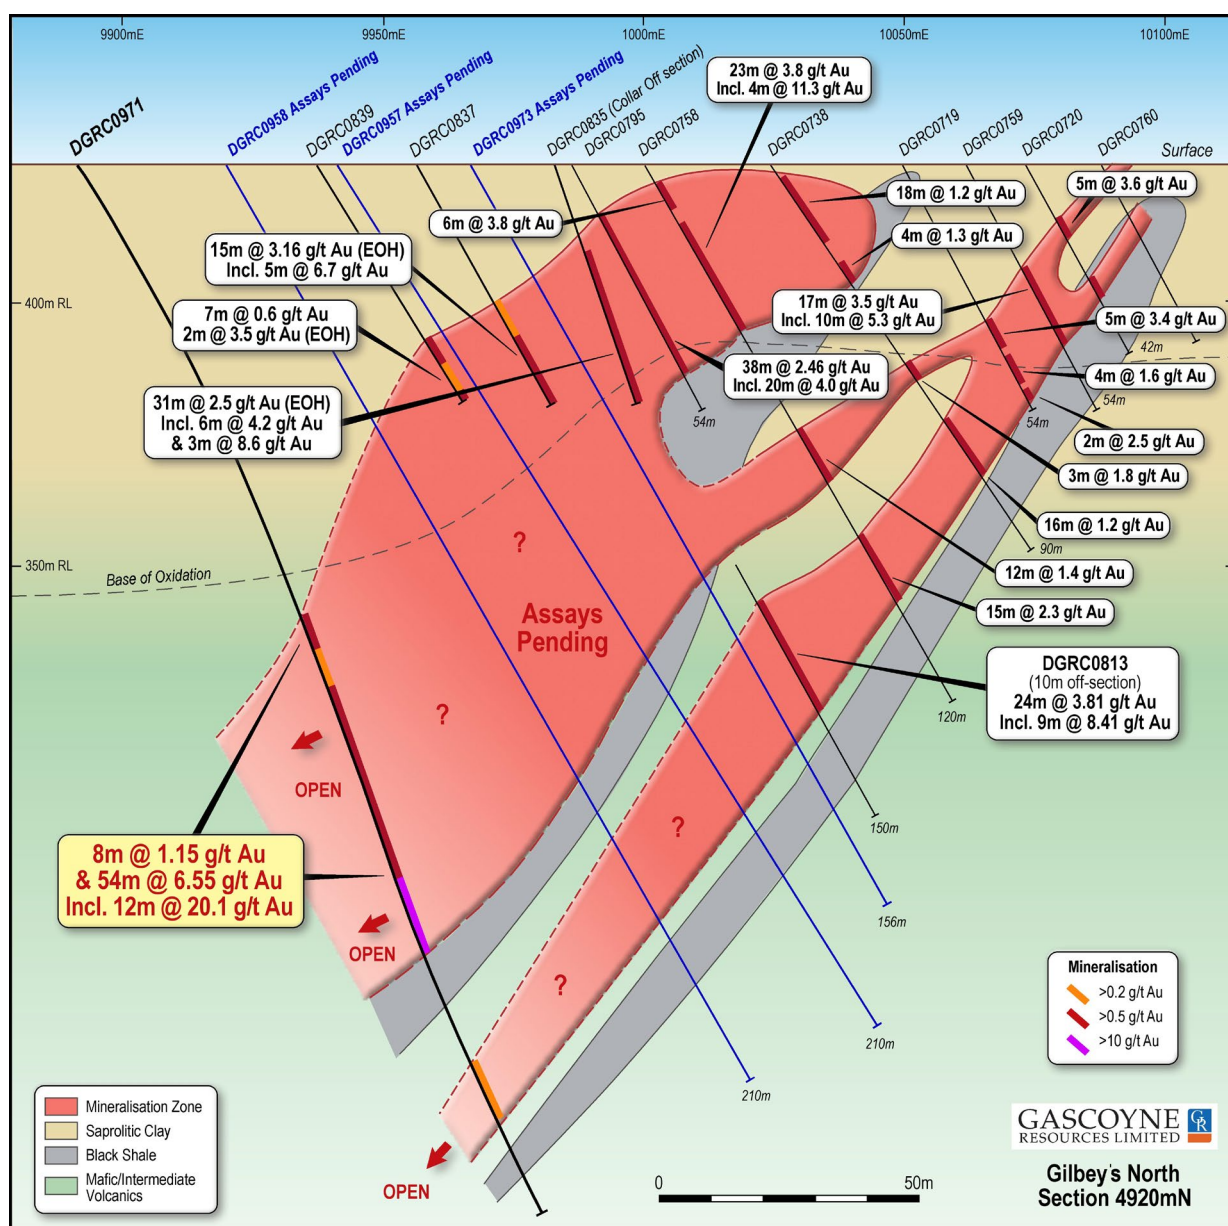 9900mE
9950mE
1000mE
10050mE
10100mE
DGRC0971
DGRC0958 Assays Pending
DGRC0839
DGRC0957 Assays Pending
DGRC0837
DGRC0973 Assays Pending
DGRC0835 (Collar Off section)
DGRC0795
DGRC0758
DGRC0738
DGRC0719
DGRC0759
DGRC0720
DGRC0760
Surface
23m @ 3.8 g/t Au
Incl. 4m @ 11.3 g/t Au
5m @ 3.6 g/t Au
18m @ 1.2 g/t Au
6m @ 3.8 g/t Au
4m @ 1.3 g/t Au
15m @ 3.16 g/t Au (EOH)
Incl. 5m @ 6.7 g/t Au
400m RL
7m @ 0.6 g/t Au
2m @ 3.5 g/t Au (EOH)
17m @ 3.5 g/t Au
Incl. 10m @ 5.3 g/t Au
5m @ 3.4 g/t Au
42m
38m @ 2.46 g/t Au
Incl. 20m @ 4.0 g/t Au
4m @ 1.6 g/t Au
31m @ 2.5 g/t Au (EOH)
Incl. 6m @ 4.2 g/t Au
& 3m @ 8.6 g/t Au
54m
54m
54m
2m @ 2.5 g/t Au
3m @ 1.8 g/t Au
16m @ 1.2 g/t Au
90m
?
350m RL
Base of Oxidation
12m @ 1.4 g/t Au
15m @ 2.3 g/t Au
Assays
Pending
DGRC0813
(10m off-section)
24m @ 3.81 g/t Au
Incl. 9m @ 8.41 g/t Au
120m
?
OPEN
?
150m
8m @ 1.15 g/t Au
& 54m @ 6.55 g/t Au
Incl. 12m @ 20.1 g/t Au
156m
OPEN
?
210m
210m
Mineralisation
>0.2 g/t Au
>0.5 g/t Au
>10 g/t Au
Mineralisation Zone
Saprolitic Clay
Black Shale
Mafic/Intermediate
Volcanics
OPEN
0
50m
GASCOYNE
RESOURCES LIMITED
GR
Gilbey's North
Section 4920mN